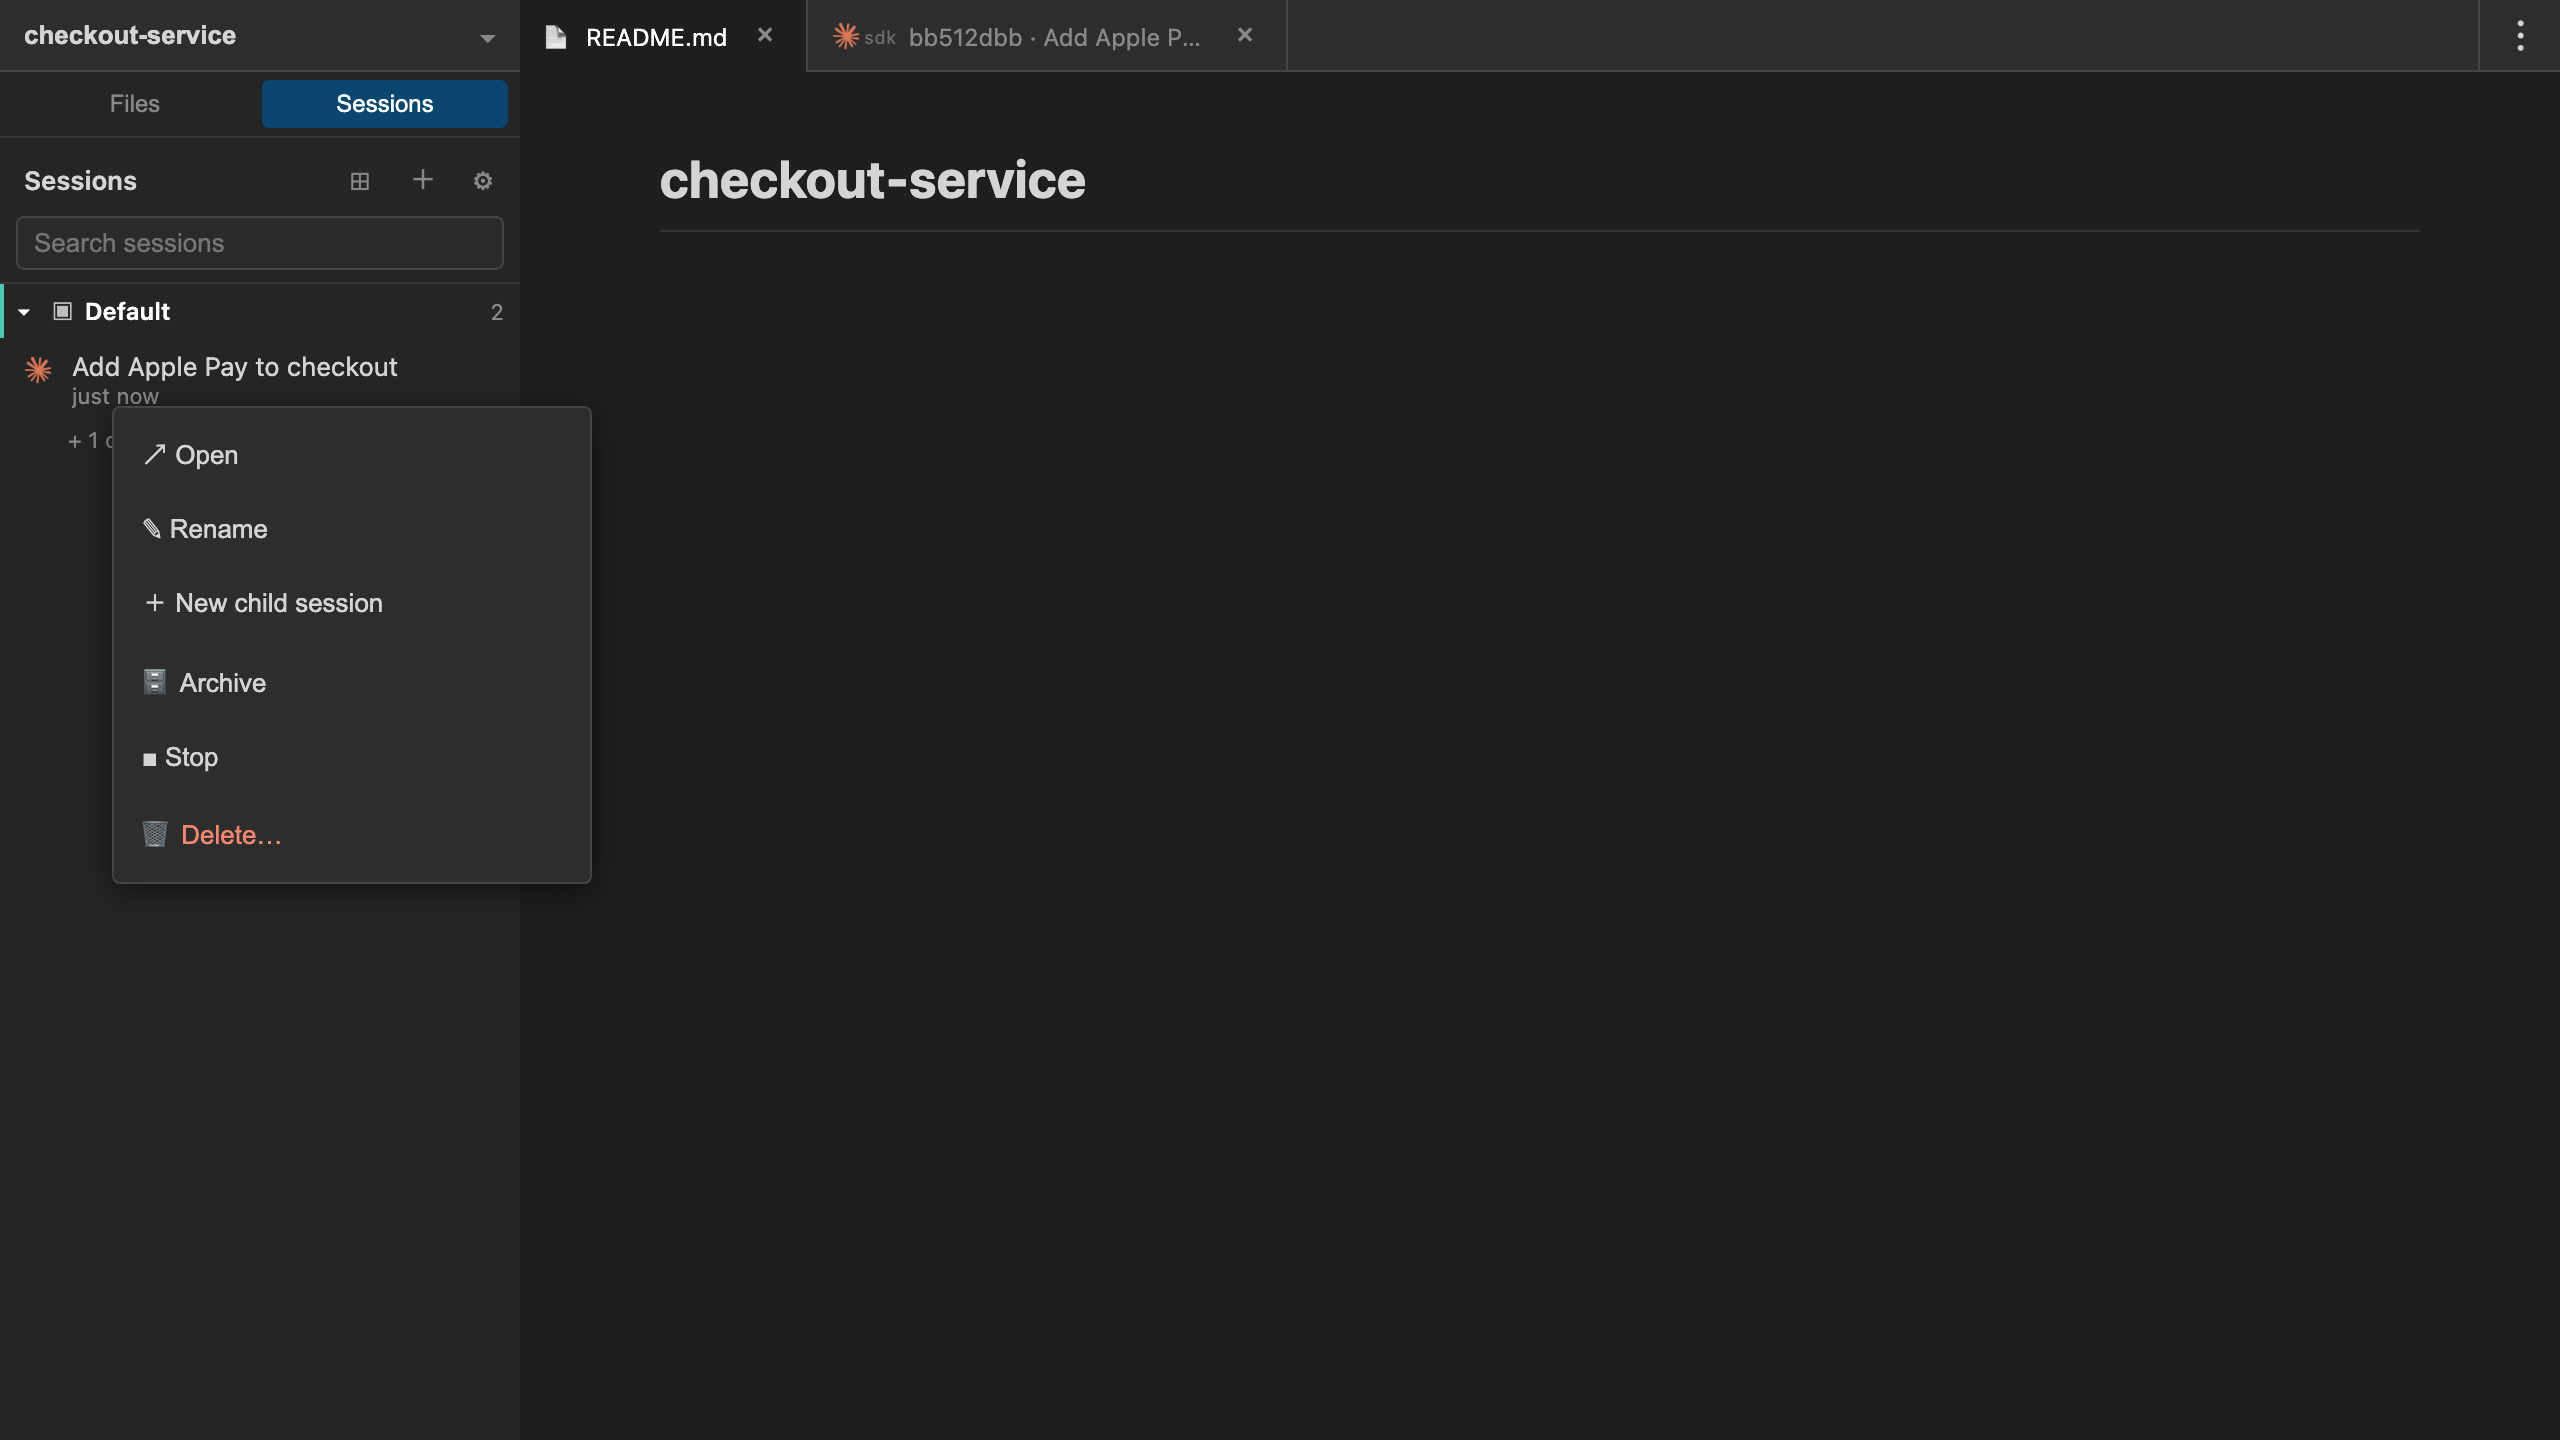 checkout-service
README.md
sdk bb512dbb · Add Apple P...
Files
Sessions
Sessions
Search sessions
Default
2
Add Apple Pay to checkout
just now
+ 1
Open
Rename
+ New child session
Archive
Stop
Delete...
checkout-service